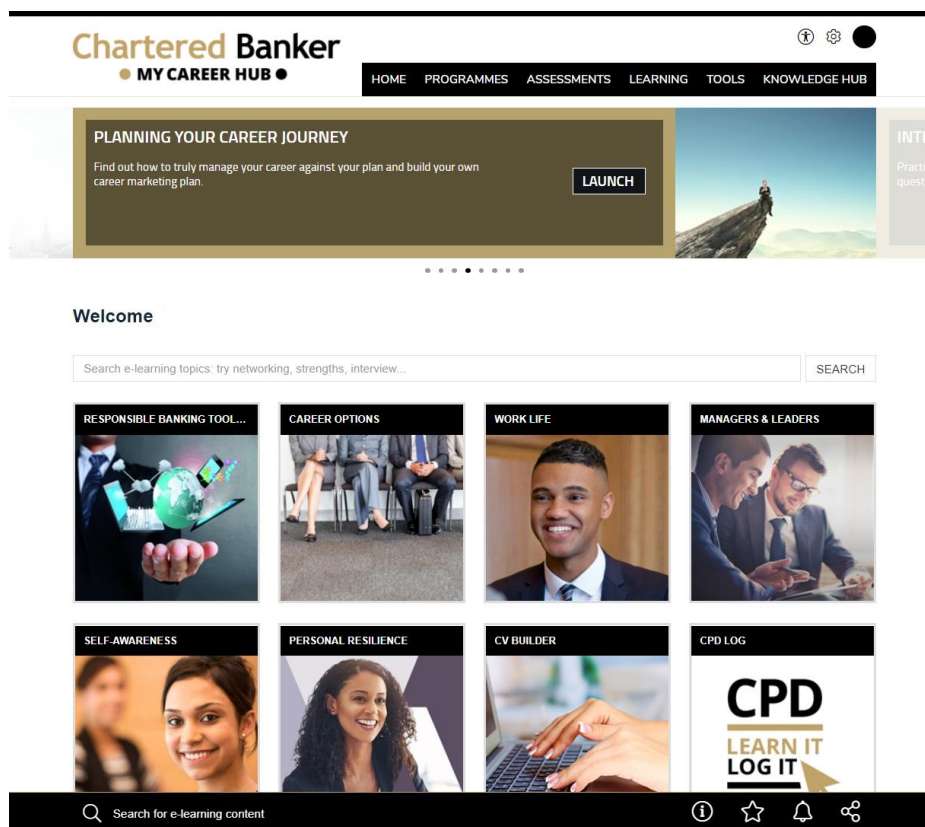 Chartered Banker
MY CAREER HUB
HOME PROGRAMMES ASSESSMENTS LEARNING TOOLS KNOWLEDGE HUB
PLANNING YOUR CAREER JOURNEY
Find out how to truly manage your career against your plan and build your own
career marketing plan.
LAUNCH
Welcome
Search e-learning topics: try networking, strengths, interview...
SEARCH
RESPONSIBLE BANKING TOOL...
CAREER OPTIONS
WORK LIFE
MANAGERS & LEADERS
SELF-AWARENESS
PERSONAL RESILIENCE
CV BUILDER
CPD LOG
CPD
LEARN IT
LOG IT
Search for e-learning content